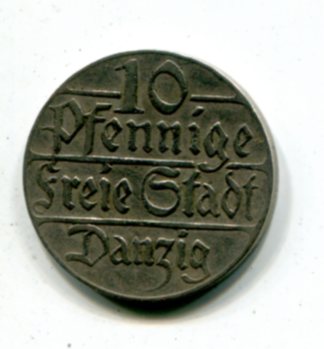 10
Pfennige
Freie Stadt
Danzig